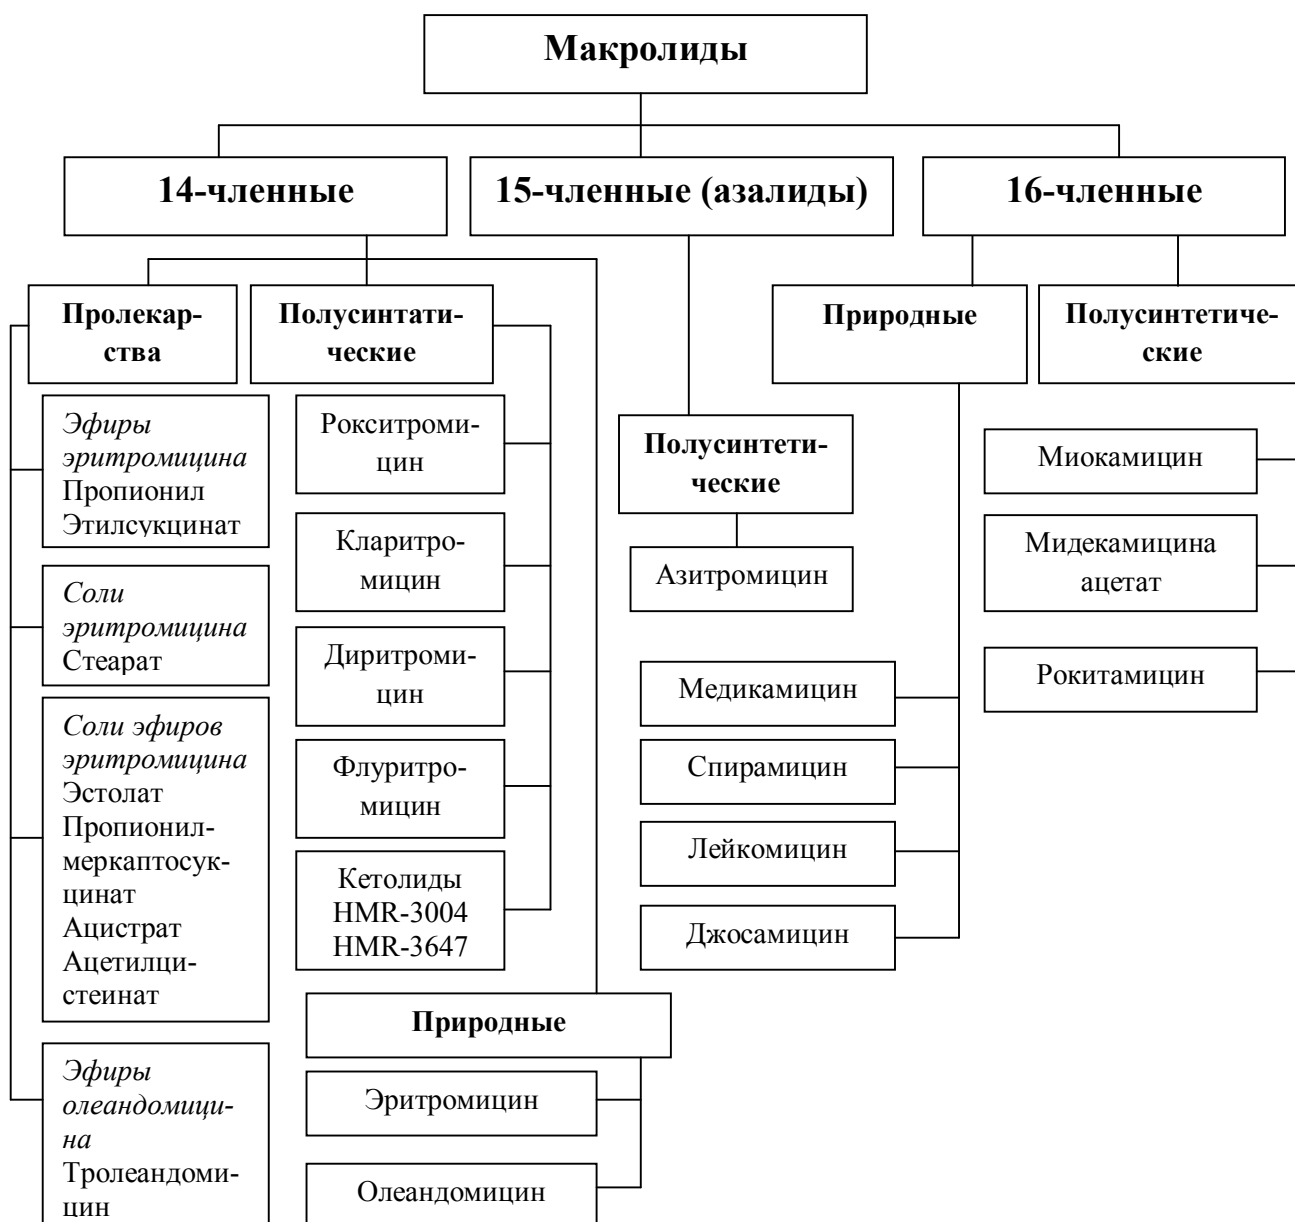 Макролиды
14-членные
15-членные (азалиды)
16-членные
Пролекар-
ства
Эфиры
эритромицина
Пропионил
Этилсукцинат
Соли
эритромицина
Стеарат
Соли эфиров
эритромицина
Эстолат
Пропионил-
меркаптосук-
цинат
Ацистрат
Ацетилци-
стеинат
Эфиры
олеандомици-
на
Тролеандоми-
цин
Полусинтати-
ческие
Рокситроми-
цин
Кларитро-
мицин
Диритроми-
цин
Флуритро-
мицин
Кетолиды
HMR-3004
HMR-3647
Природные
Эритромицин
Олеандомицин
Полусинтети-
ческие
Азитромицин
Природные
Медикамицин
Спирамицин
Лейкомицин
Джосамицин
Полусинтетиче-
ские
Миокамицин
Мидекамицина
ацетат
Рокитамицин